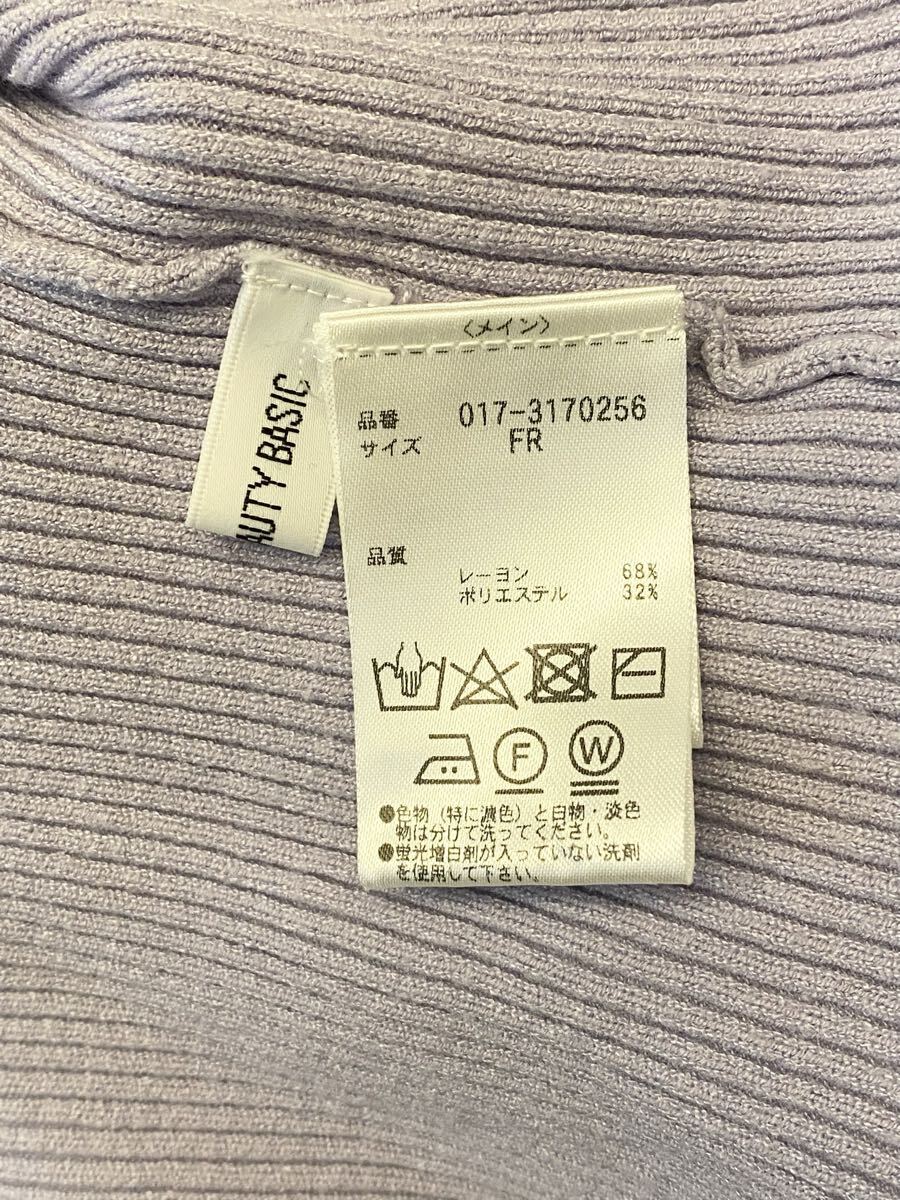 AUTY BASIC
〈メイン〉
品番 017-3170256
サイズ FR
品質
レーヨン 68%
ポリエステル 32%
F W
●色物（特に濃色）と白物・淡色
物は分けて洗ってください。
●蛍光増白剤が入っていない洗剤
を使用して下さい。